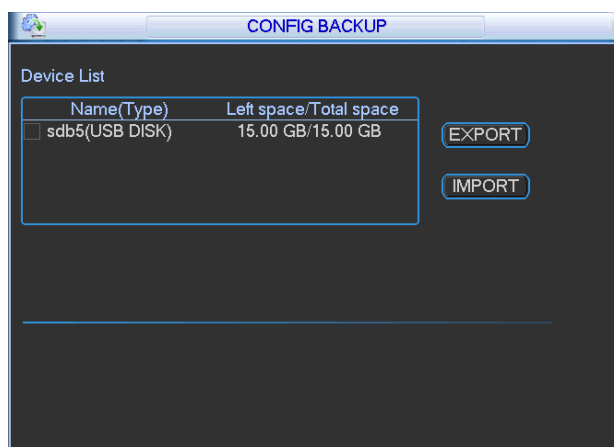 CONFIG BACKUP
Device List
Name(Type) Left space/Total space
sdb5(USB DISK) 15.00 GB/15.00 GB
EXPORT
IMPORT